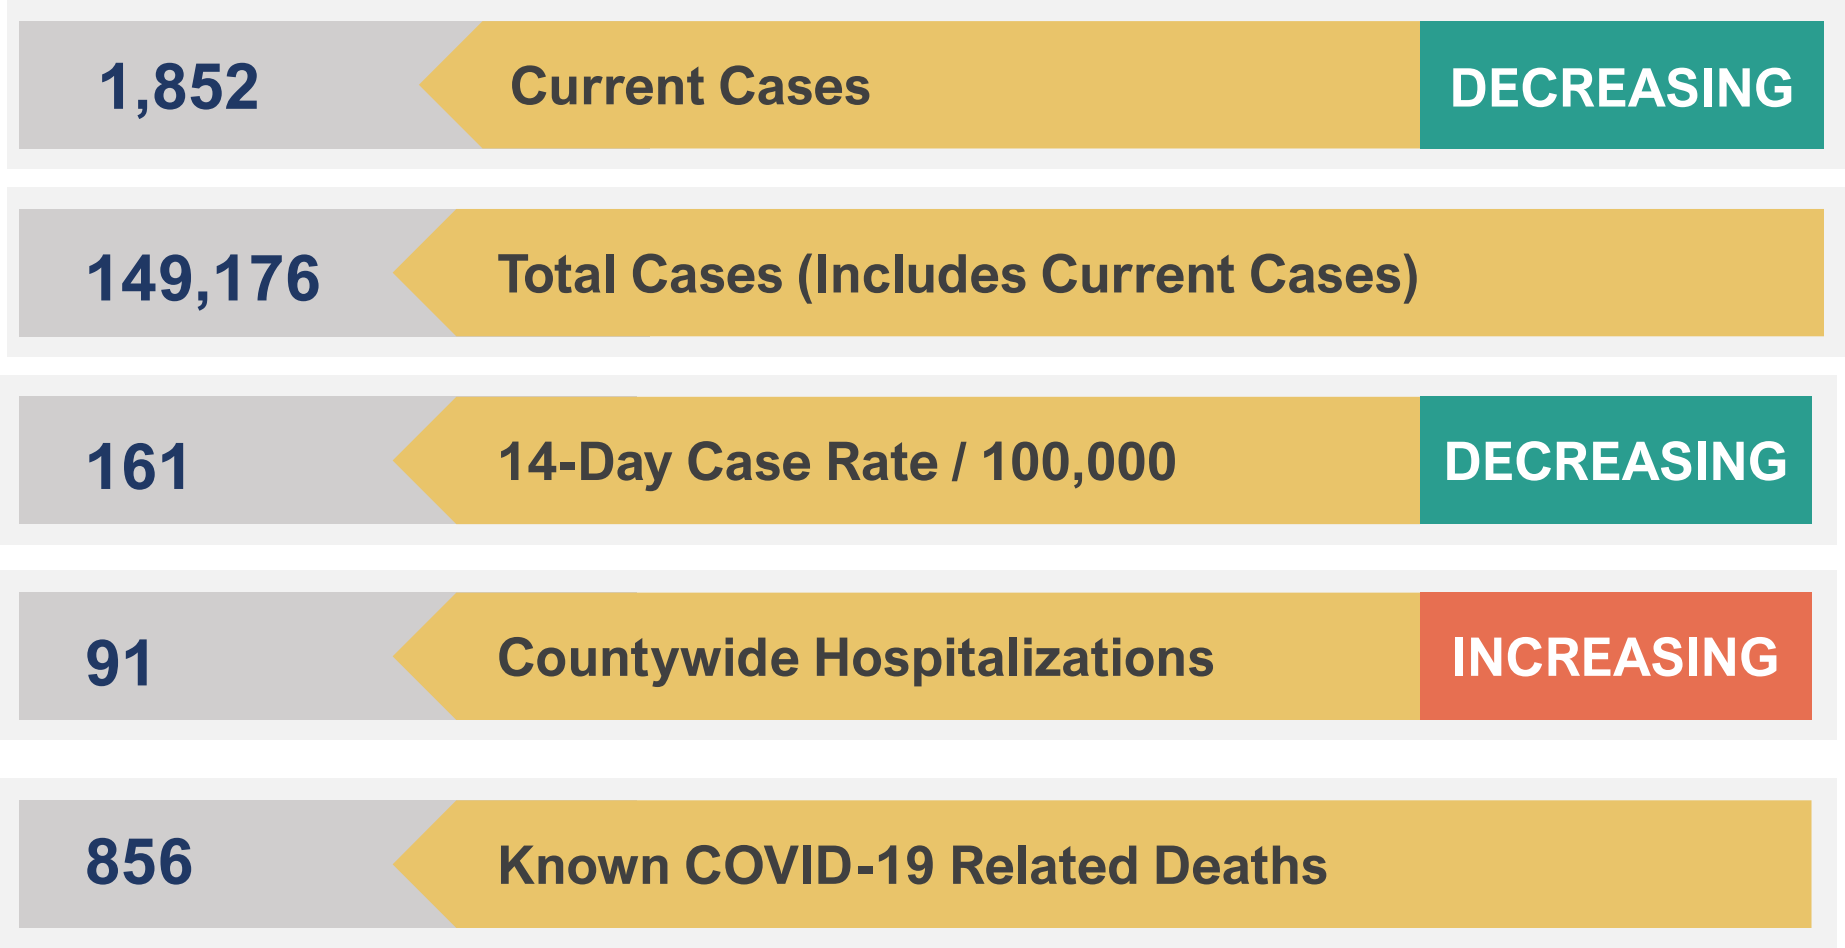 1,852 Current Cases DECREASING
149,176 Total Cases (Includes Current Cases)
161 14-Day Case Rate / 100,000 DECREASING
91 Countywide Hospitalizations INCREASING
856 Known COVID-19 Related Deaths